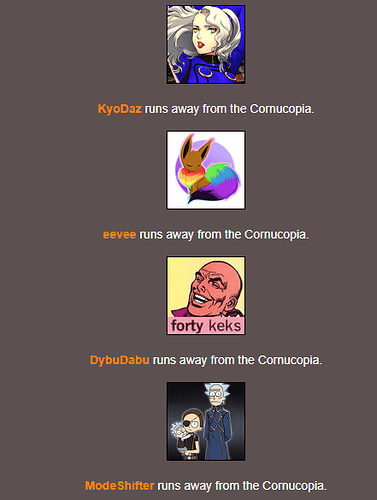 KyoDaz runs away from the Cornucopia.
eevee runs away from the Cornucopia.
forty keks
DybuDabu runs away from the Cornucopia.
ModeShifter runs away from the Cornucopia.